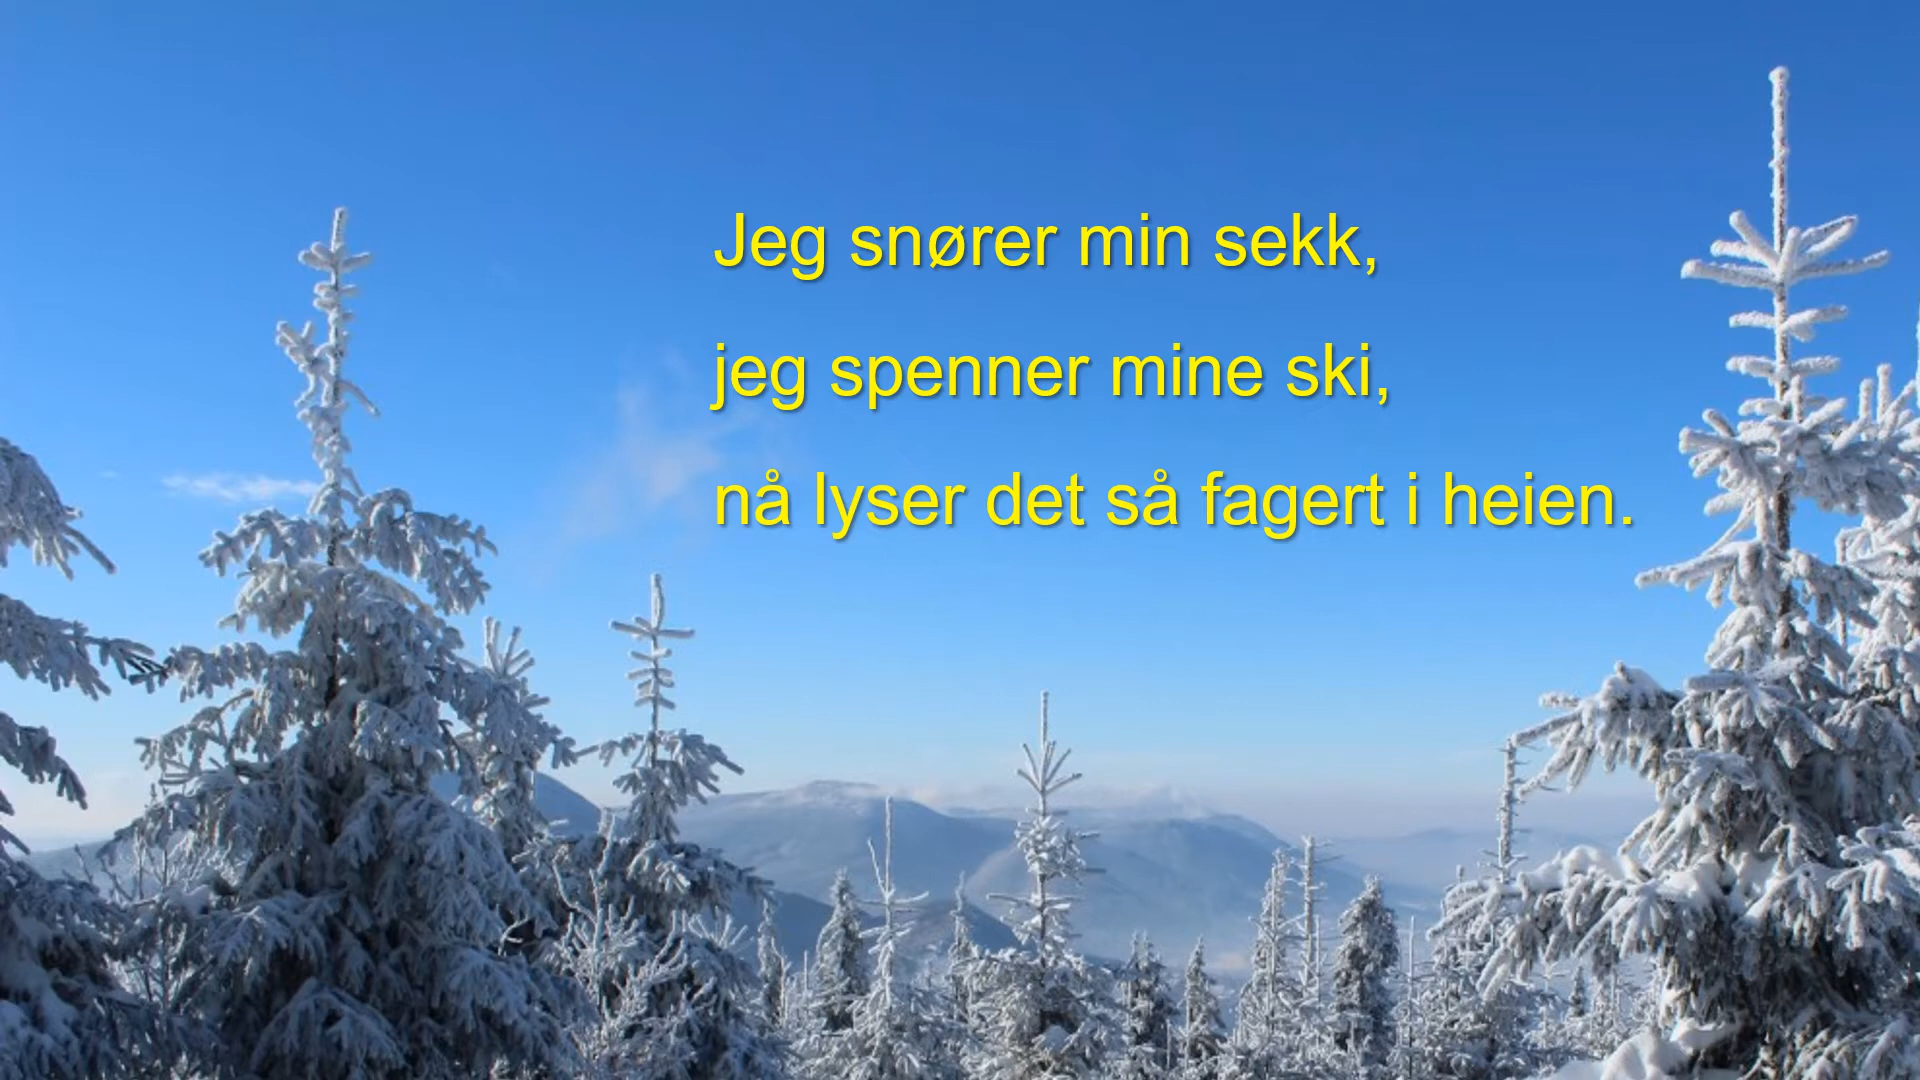 Jeg snører min sekk,
jeg spenner mine ski,
nå lyser det så fagert i heien.